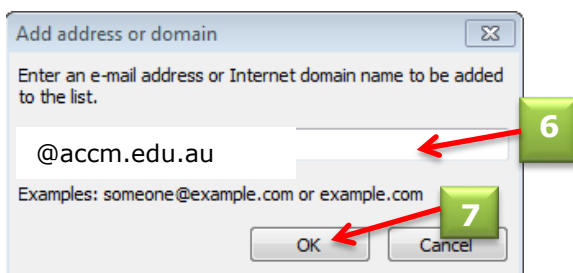 Add address or domain
Enter an e-mail address or Internet domain name to be added
to the list.
6
@accm.edu.au
Examples: someone@example.com or example.com
7
OK
Cancel